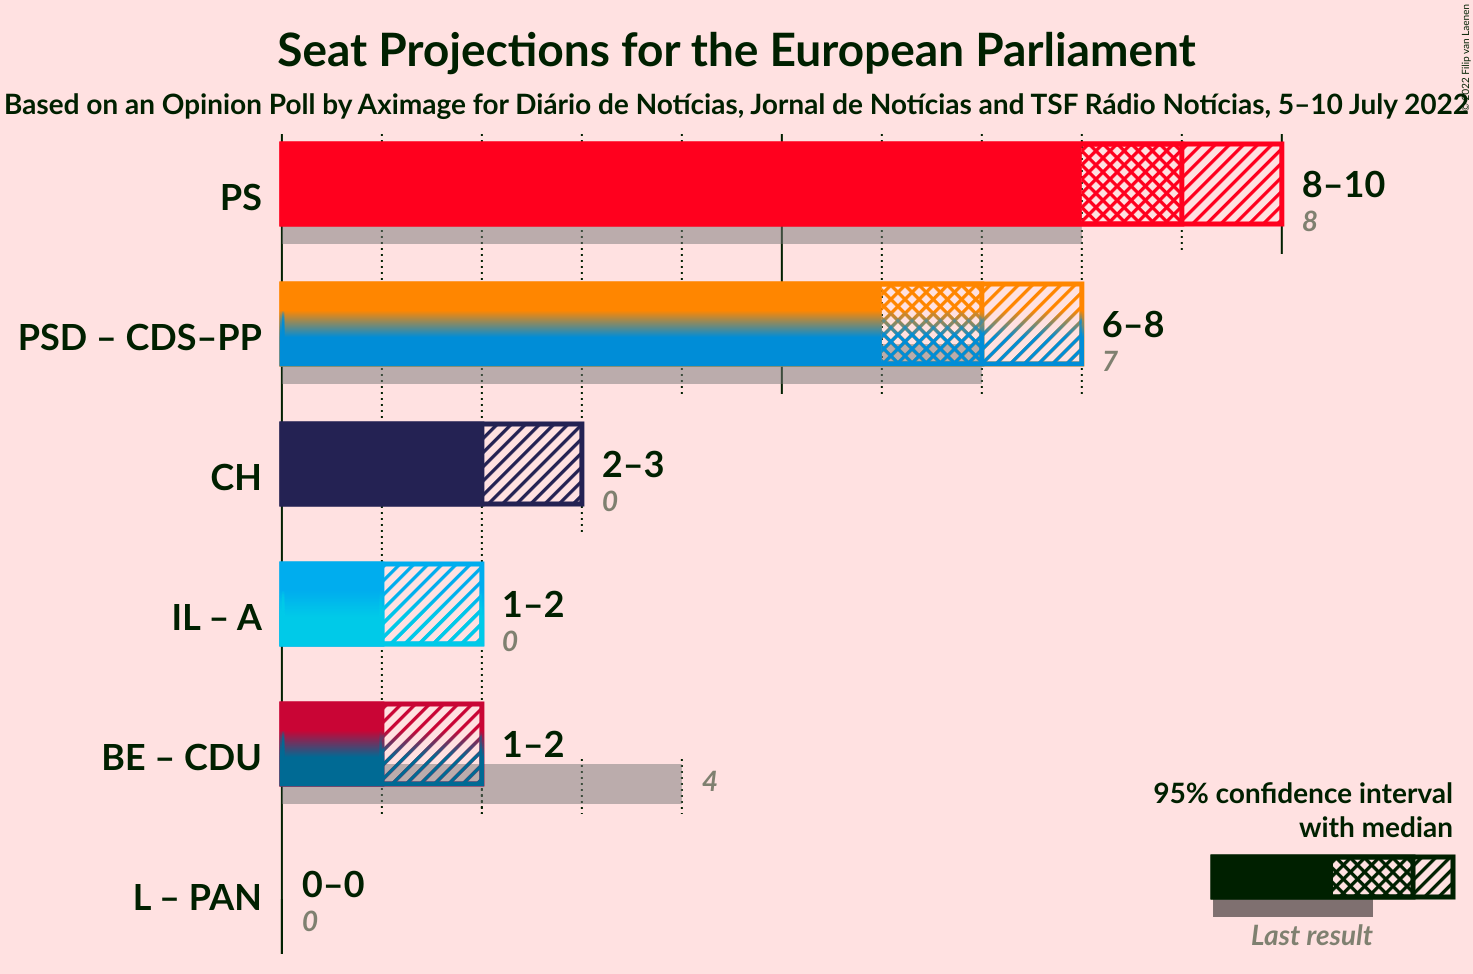 Seat Projections for the European Parliament
Based on an Opinion Poll by Aximage for Diário de Notícias, Jornal de Notícias and TSF Rádio Notícias, 5–10 July 2022
© 2022 Filip van Laenen
PS
8–10
8
PSD – CDS–PP
6–8
7
CH
2–3
0
IL – A
1–2
0
BE – CDU
1–2
4
L – PAN
0–0
0
95% confidence interval
with median
Last result